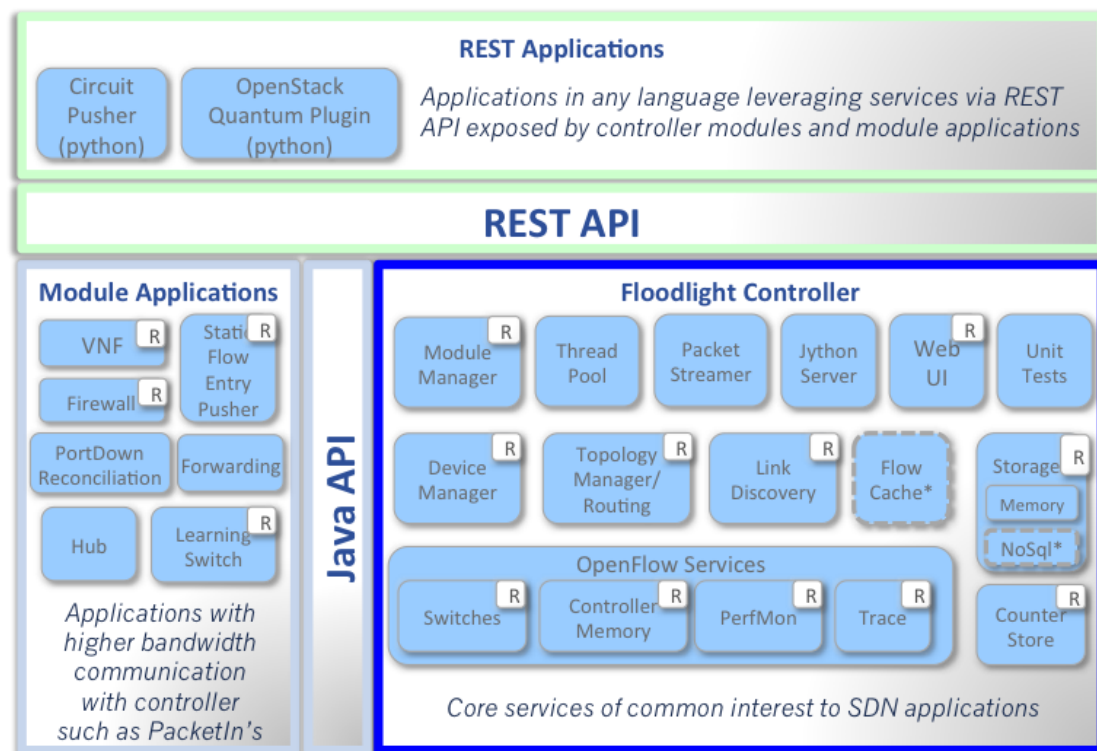 REST Applications
Circuit
Pusher
(python)
OpenStack
Quantum Plugin
(python)
Applications in any language leveraging services via REST
API exposed by controller modules and module applications
REST API
Module Applications
VNF
R
Static
Flow
Entry
Pusher
R
Firewall
R
PortDown
Reconciliation
Forwarding
Hub
Learning
Switch
R
Applications with
higher bandwidth
communication
with controller
such as PacketIn's
Java API
Floodlight Controller
Module
Manager
R
Thread
Pool
Packet
Streamer
Jython
Server
Web
UI
R
Unit
Tests
Device
Manager
R
Topology
Manager/
Routing
R
Link
Discovery
R
Flow
Cache*
Storage
R
Memory
NoSql*
OpenFlow Services
Switches
R
Controller
Memory
R
PerfMon
R
Trace
R
Counter
Store
R
Core services of common interest to SDN applications